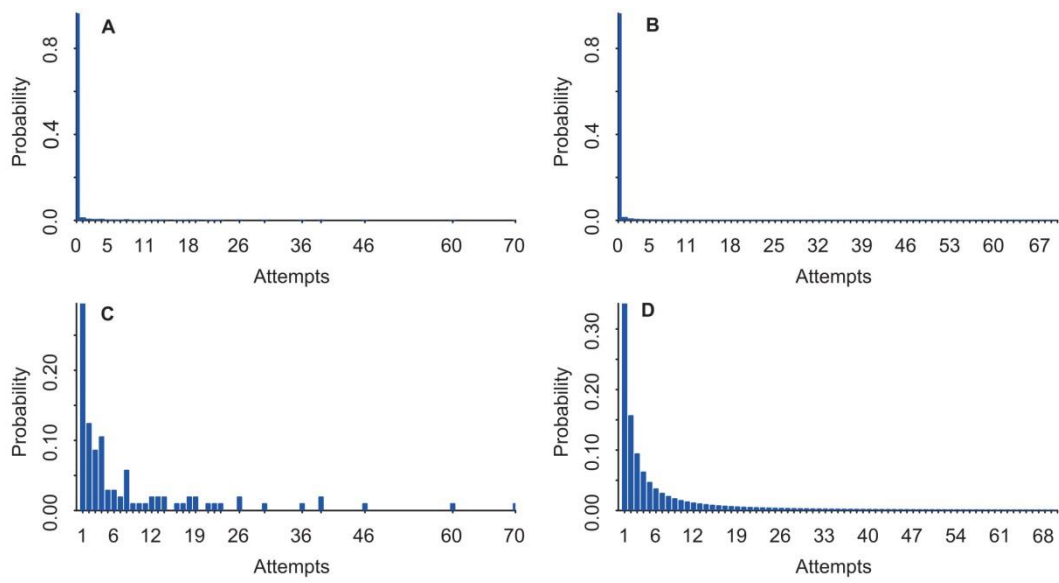 A
Probability
0.8
0.4
0.0
0 5 11 18 26 36 46 60 70
Attempts
B
Probability
0.8
0.4
0.0
0 5 11 18 25 32 39 46 53 60 67
Attempts
C
Probability
0.20
0.10
0.00
1 6 12 19 26 36 46 60 70
Attempts
D
Probability
0.30
0.20
0.10
0.00
1 6 12 19 26 33 40 47 54 61 68
Attempts